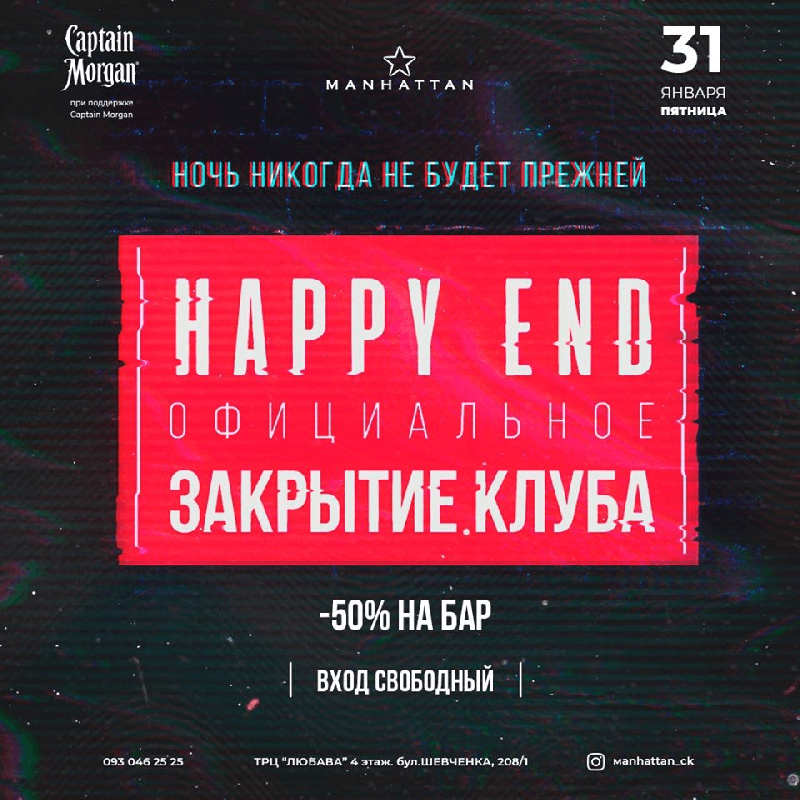 Captain
Morgan
при поддержке
Captain Morgan
MANHATTAN
31
ЯНВАРЯ
ПЯТНИЦА
НОЧЬ НИКОГДА НЕ БУДЕТ ПРЕЖНЕЙ
HAPPY END
ОФИЦИАЛЬНОЕ
ЗАКРЫТИЕ КЛУБА
-50% НА БАР
ВХОД СВОБОДНЫЙ
093 046 25 25
ТРЦ "ЛЮБАВА" 4 этаж. бул.ШЕВЧЕНКА, 208/1
manhattan_ck